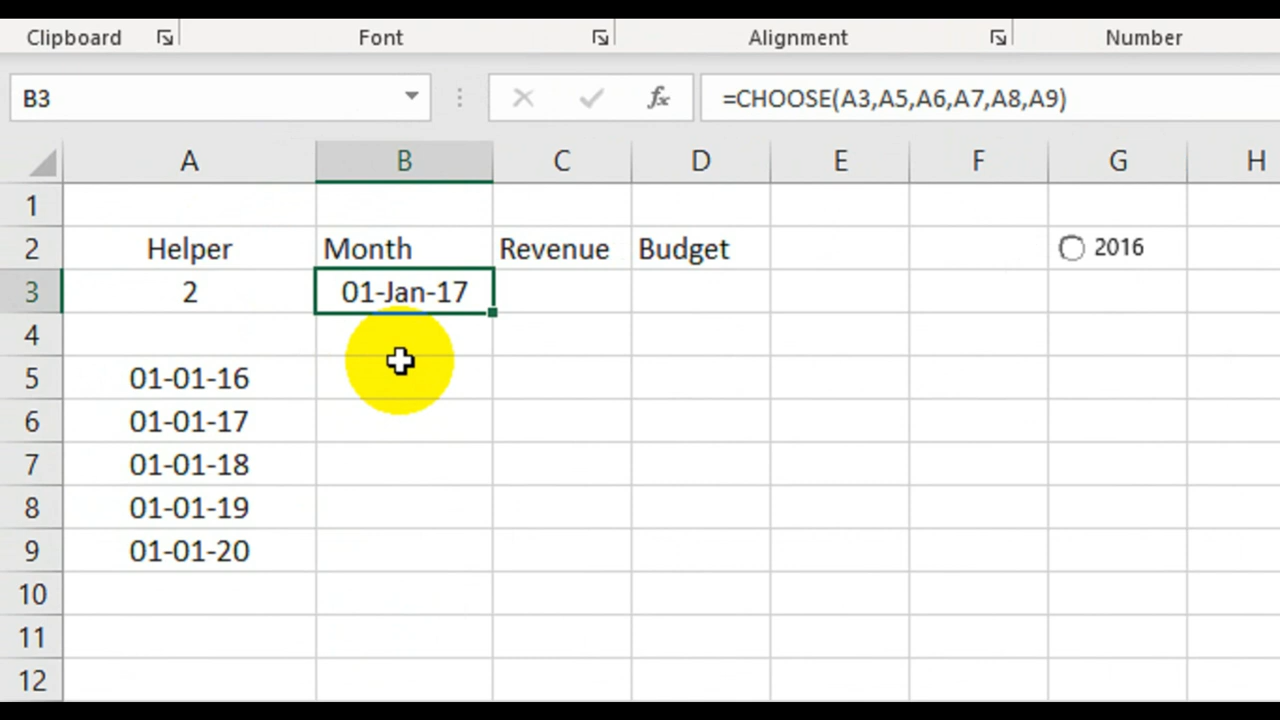 Clipboard Font Alignment Number
B3 fx =CHOOSE(A3,A5,A6,A7,A8,A9)
A B C D E F G H
1
2 Helper Month Revenue Budget 2016
3 2 01-Jan-17
4
5 01-01-16
6 01-01-17
7 01-01-18
8 01-01-19
9 01-01-20
10
11
12